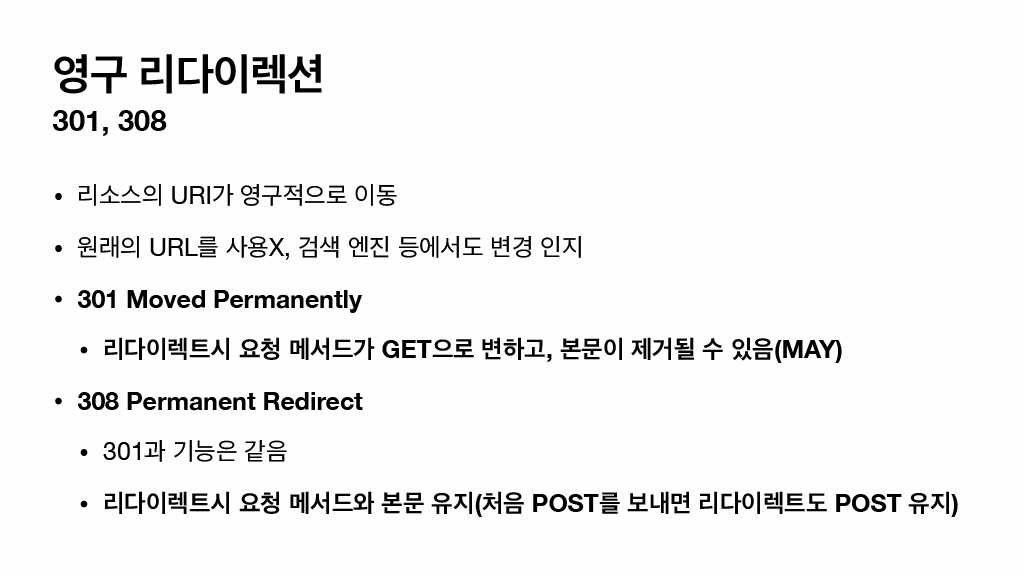 영구 리다이렉션
301, 308
• 리소스의 URI가 영구적으로 이동
• 원래의 URL를 사용X, 검색 엔진 등에서도 변경 인지
• 301 Moved Permanently
• 리다이렉트시 요청 메서드가 GET으로 변하고, 본문이 제거될 수 있음(MAY)
• 308 Permanent Redirect
• 301과 기능은 같음
• 리다이렉트시 요청 메서드와 본문 유지(처음 POST를 보내면 리다이렉트도 POST 유지)